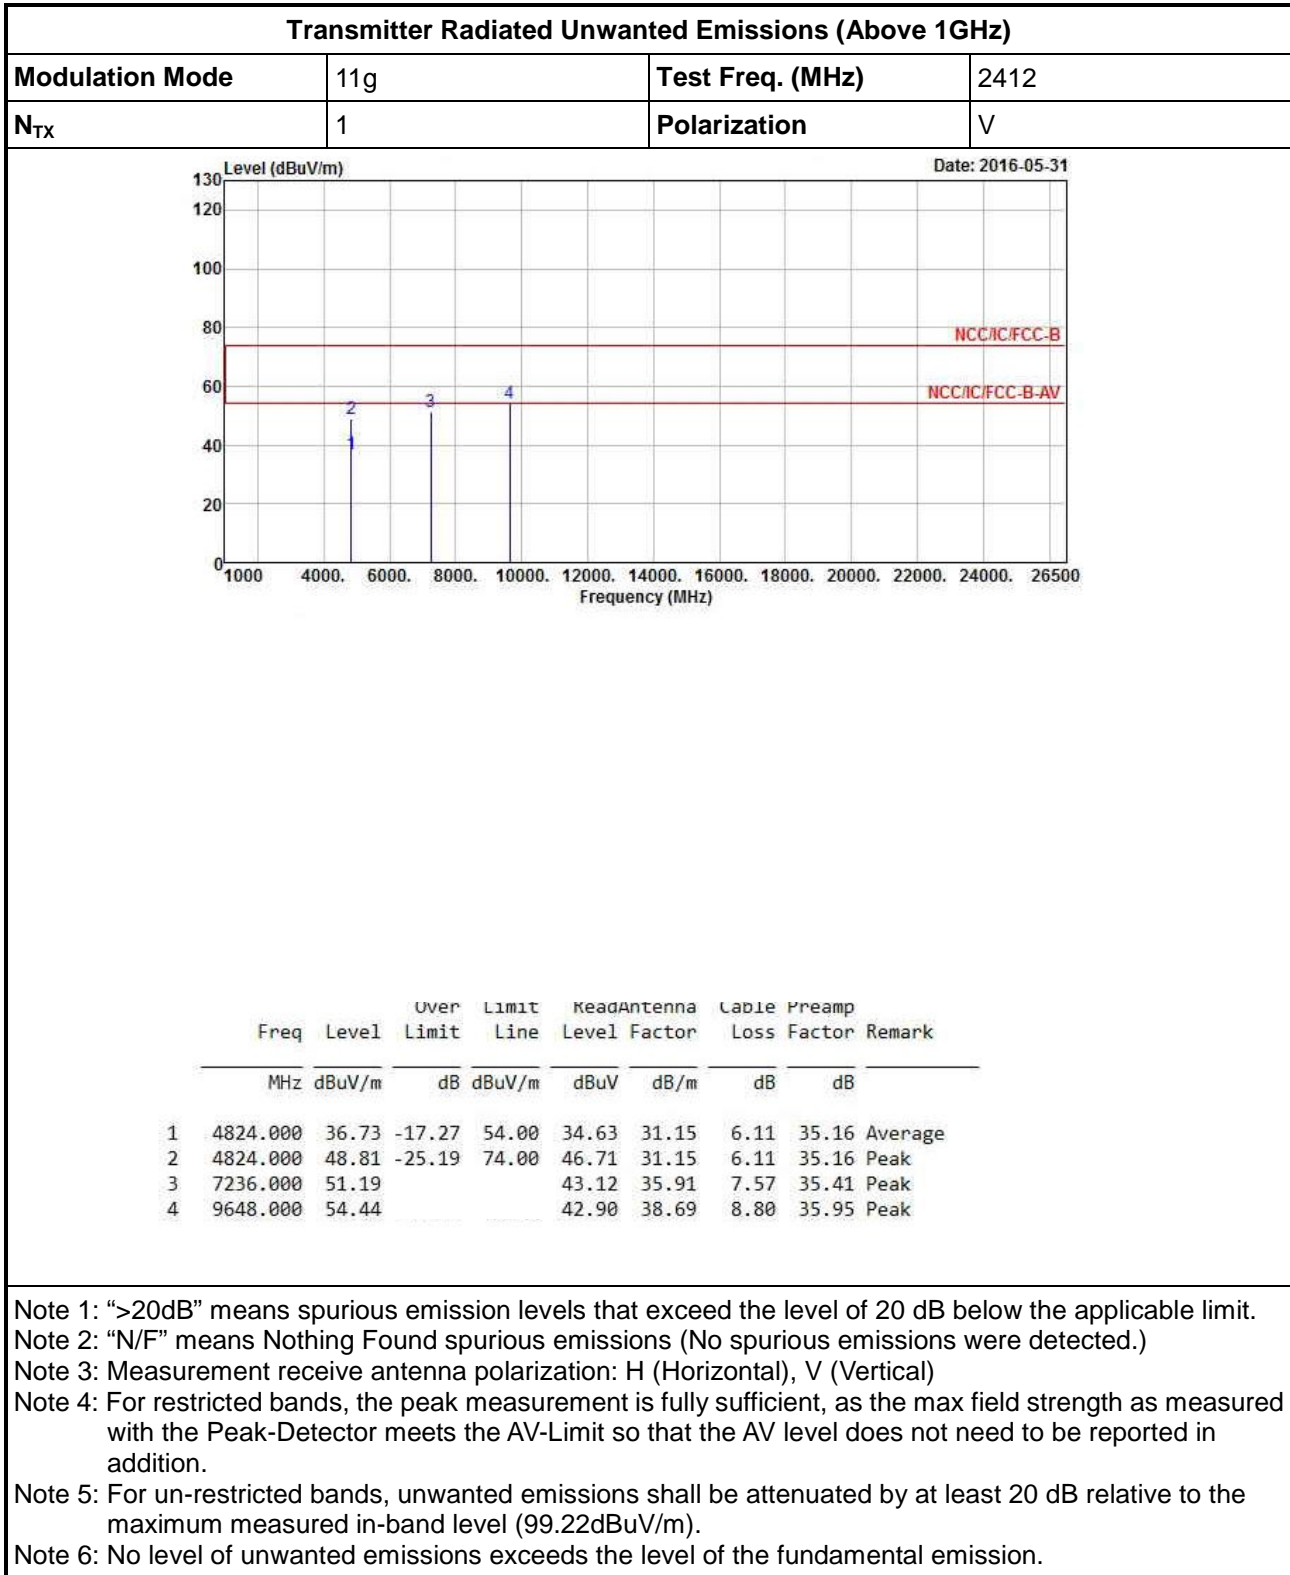 Transmitter Radiated Unwanted Emissions (Above 1GHz)
Modulation Mode 11g Test Freq. (MHz) 2412
NTX 1 Polarization V
Level (dBuV/m) Date: 2016-05-31
130
120
100
80
NCC/IC/FCC-B
60
NCC/IC/FCC-B-AV
4
3
2
1
40
20
0
1000 4000. 6000. 8000. 10000. 12000. 14000. 16000. 18000. 20000. 22000. 24000. 26500
Frequency (MHz)
Over Limit ReadAntenna Cable Preamp
Freq Level Limit Line Level Factor Loss Factor Remark
MHz dBuV/m dB dBuV/m dBuV dB/m dB dB
1 4824.000 36.73 -17.27 54.00 34.63 31.15 6.11 35.16 Average
2 4824.000 48.81 -25.19 74.00 46.71 31.15 6.11 35.16 Peak
3 7236.000 51.19 43.12 35.91 7.57 35.41 Peak
4 9648.000 54.44 42.90 38.69 8.80 35.95 Peak
Note 1: “>20dB” means spurious emission levels that exceed the level of 20 dB below the applicable limit.
Note 2: “N/F” means Nothing Found spurious emissions (No spurious emissions were detected.)
Note 3: Measurement receive antenna polarization: H (Horizontal), V (Vertical)
Note 4: For restricted bands, the peak measurement is fully sufficient, as the max field strength as measured
with the Peak-Detector meets the AV-Limit so that the AV level does not need to be reported in
addition.
Note 5: For un-restricted bands, unwanted emissions shall be attenuated by at least 20 dB relative to the
maximum measured in-band level (99.22dBuV/m).
Note 6: No level of unwanted emissions exceeds the level of the fundamental emission.